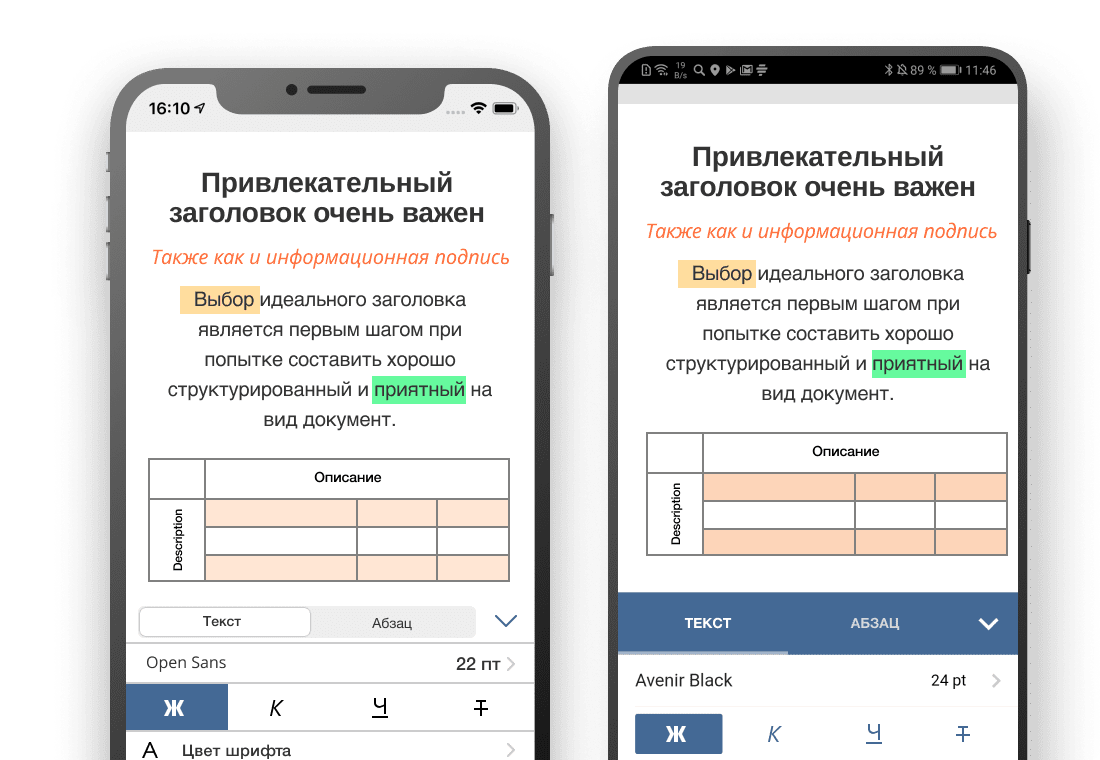 16:10
Привлекательный
заголовок очень важен
Также как и информационная подпись
Выбор идеального заголовка
является первым шагом при
попытке составить хорошо
структурированный и приятный на
вид документ.
Описание
Description
Текст
Абзац
Open Sans
22 пт
Ж К Ч Т
А Цвет шрифта
19
B/s
89 % 11:46
Привлекательный
заголовок очень важен
Также как и информационная подпись
Выбор идеального заголовка
является первым шагом при
попытке составить хорошо
структурированный и приятный на
вид документ.
Описание
Description
ТЕКСТ
АБЗАЦ
Avenir Black
24 pt
Ж К Ч Т